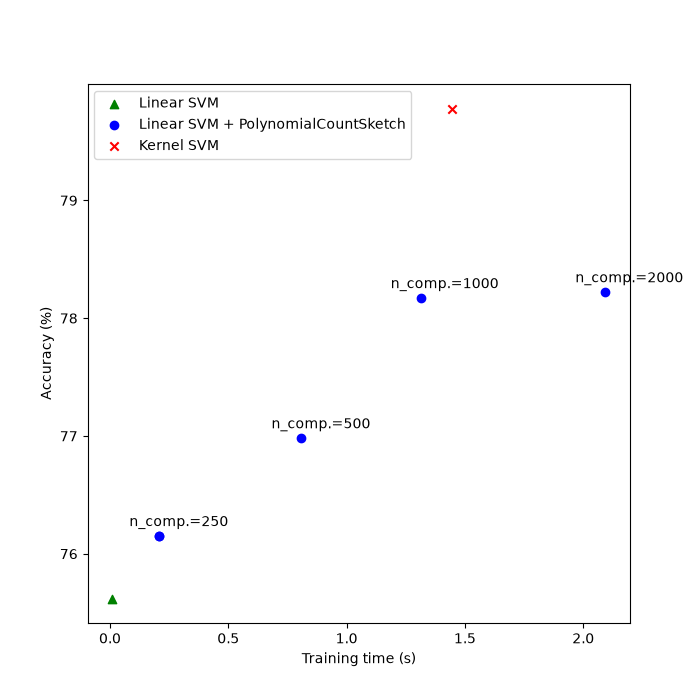 Linear SVM
Linear SVM + PolynomialCountSketch
Kernel SVM
79
78
77
76
Accuracy (%)
n_comp.=2000
n_comp.=1000
n_comp.=500
n_comp.=250
0.0 0.5 1.0 1.5 2.0
Training time (s)